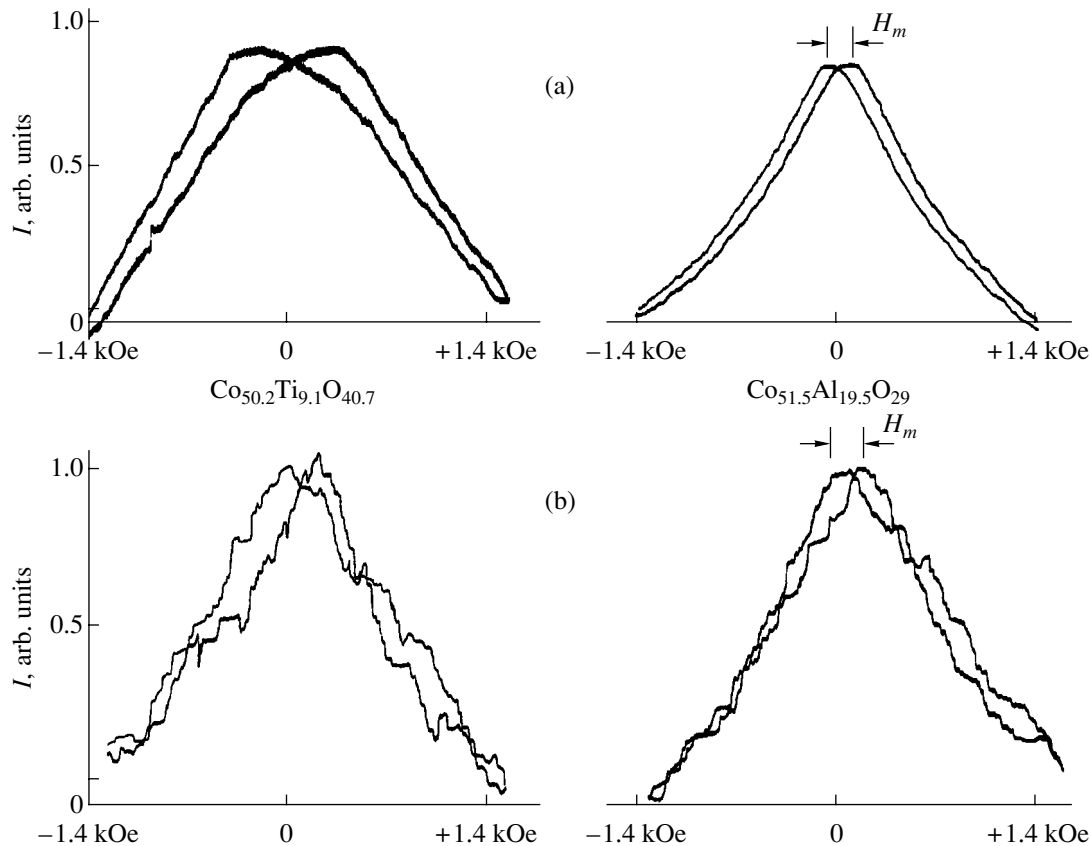 1.0
H_m
(a)
0.5
I, arb. units
0
−1.4 kOe 0 +1.4 kOe
−1.4 kOe 0 +1.4 kOe
Co50.2Ti9.1O40.7
Co51.5Al19.5O29
H_m
1.0
(b)
0.5
I, arb. units
0
−1.4 kOe 0 +1.4 kOe
−1.4 kOe 0 +1.4 kOe